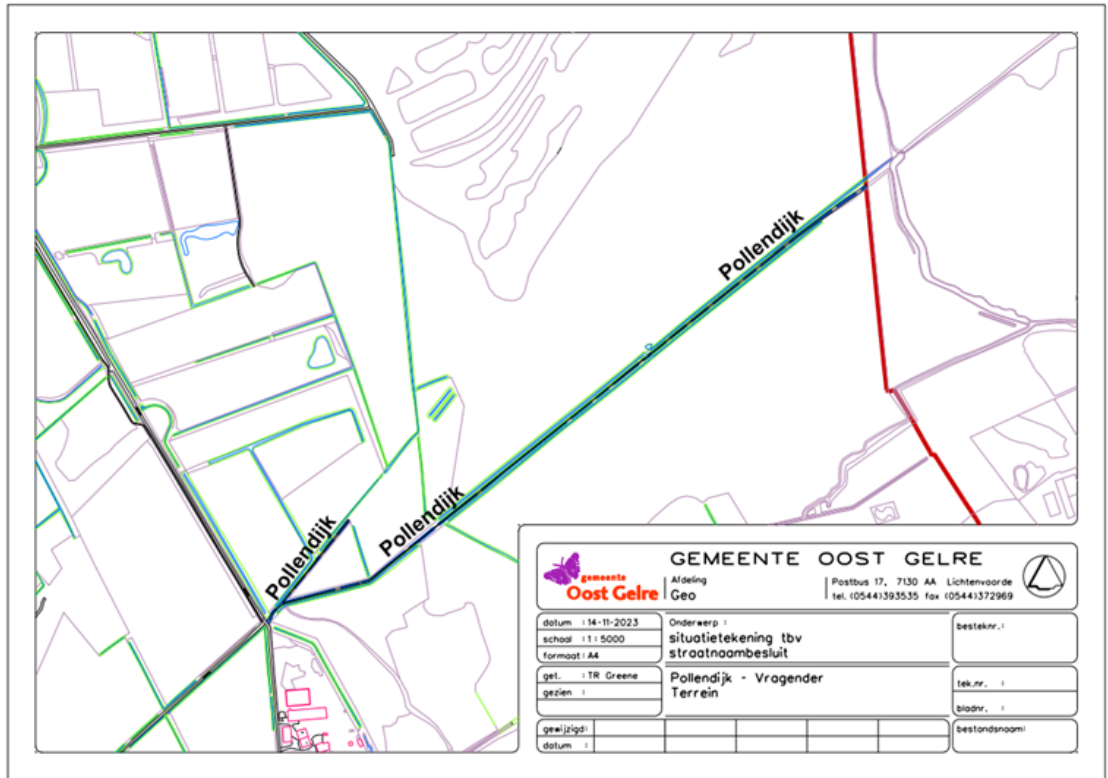 Pollendijk
Pollendijk
Pollendijk
gemeente
Oost Gelre
GEMEENTE OOST GELRE
Afdeling
Geo
Postbus 17, 7130 AA Lichtenvoorde
tel. (0544)393535 fax (0544)372969
datum : 14-11-2023
schaal : 1 : 5000
formaat : A4
Onderwerp :
situatietekening tbv
straatnaambesluit
besteknr. :
get. : TR Greene
gezien :
Pollendijk - Vragender
Terrein
tek.nr. :
bladnr. :
gewijzigd:
datum :
bestandsnaam: